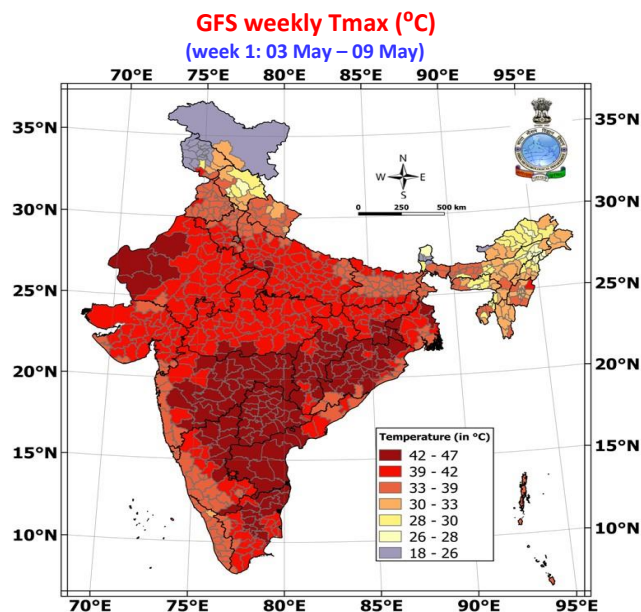 GFS weekly Tmax (⁰C)
(week 1: 03 May – 09 May)
70°E 75°E 80°E 85°E 90°E 95°E
35°N 35°N
30°N 30°N
25°N 25°N
20°N 20°N
15°N 15°N
10°N 10°N
N
W E
S
0 250 500 km
Temperature (in °C)
42 - 47
39 - 42
33 - 39
30 - 33
28 - 30
26 - 28
18 - 26
70°E 75°E 80°E 85°E 90°E 95°E